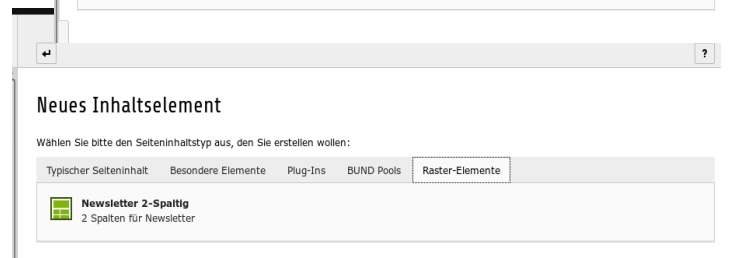 ?
Neues Inhaltselement
Wählen Sie bitte den Seiteninhaltstyp aus, den Sie erstellen wollen:
Typischer Seiteninhalt Besondere Elemente Plug-Ins BUND Pools Raster-Elemente
Newsletter 2-Spaltig
2 Spalten für Newsletter